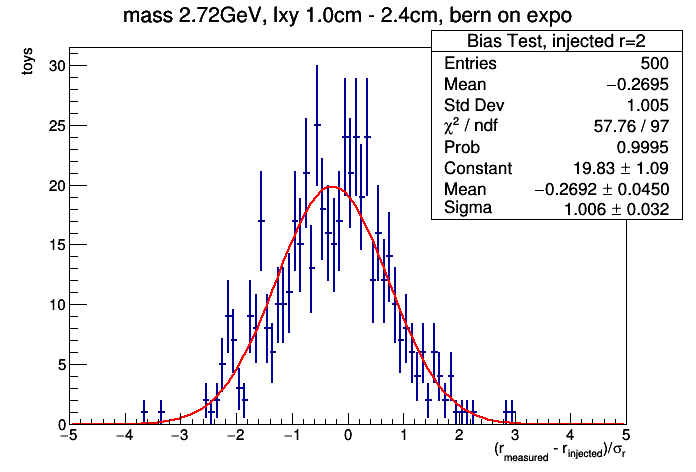 mass 2.72GeV, lxy 1.0cm - 2.4cm, bern on expo
toys
Bias Test, injected r=2
Entries 500
Mean −0.2695
Std Dev 1.005
χ² / ndf 57.76 / 97
Prob 0.9995
Constant 19.83 ± 1.09
Mean −0.2692 ± 0.0450
Sigma 1.006 ± 0.032
30
25
20
15
10
5
0
−5 −4 −3 −2 −1 0 1 2 3 4 5
(r_measured - r_injected)/σ_r